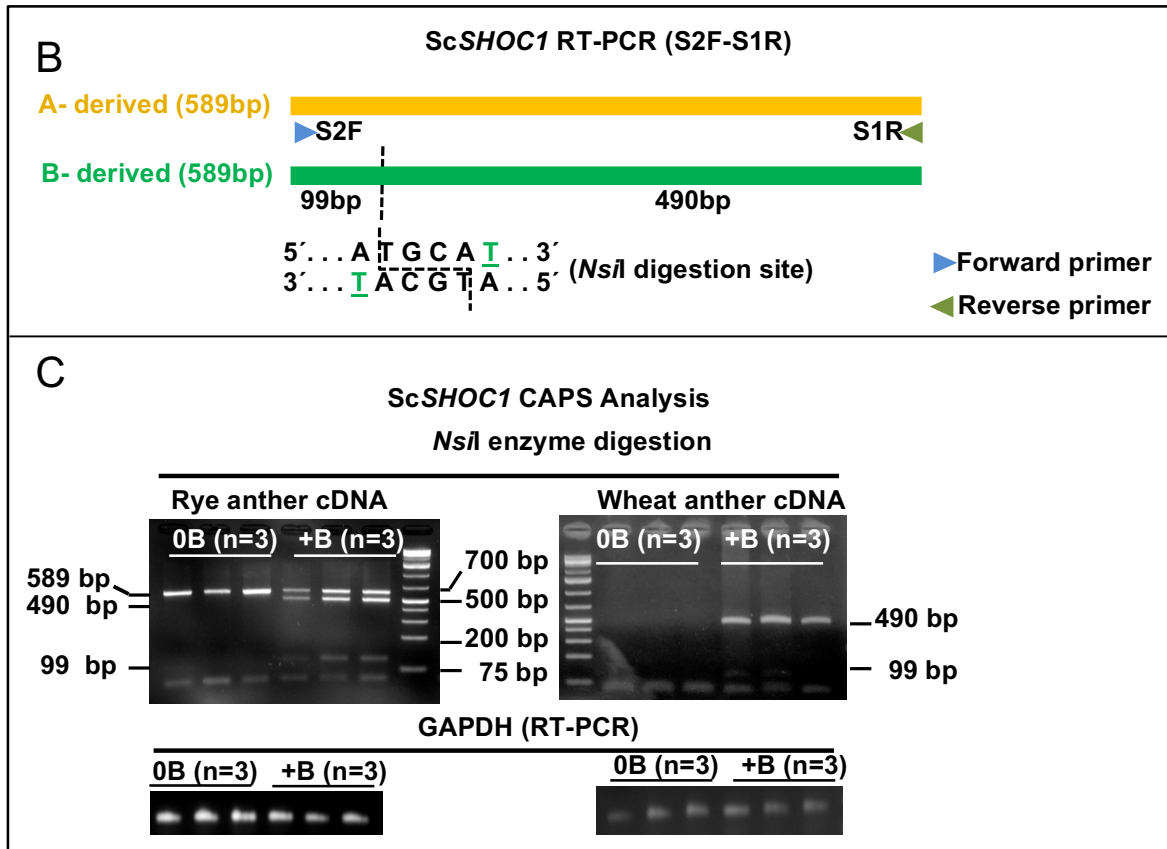 B
ScSHOC1 RT-PCR (S2F-S1R)
A- derived (589bp)
S2F
S1R
B- derived (589bp)
99bp
490bp
5´. . . A T G C A T . . 3´
3´. . . T A C G T A. . 5´
(NsiI digestion site)
Forward primer
Reverse primer
C
ScSHOC1 CAPS Analysis
NsiI enzyme digestion
Rye anther cDNA
Wheat anther cDNA
0B (n=3)
+B (n=3)
0B (n=3)
+B (n=3)
589 bp
490 bp
99 bp
700 bp
500 bp
200 bp
75 bp
490 bp
99 bp
GAPDH (RT-PCR)
0B (n=3)
+B (n=3)
0B (n=3)
+B (n=3)